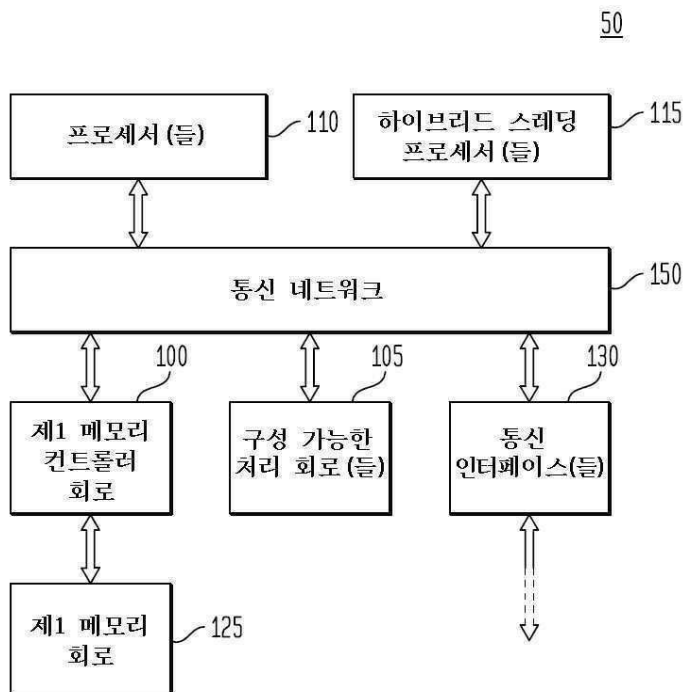 50
프로세서(들)
110
하이브리드 스레딩
프로세서(들)
115
통신 네트워크
150
100
제1 메모리
컨트롤러
회로
105
구성 가능한
처리 회로(들)
130
통신
인터페이스(들)
제1 메모리
회로
125